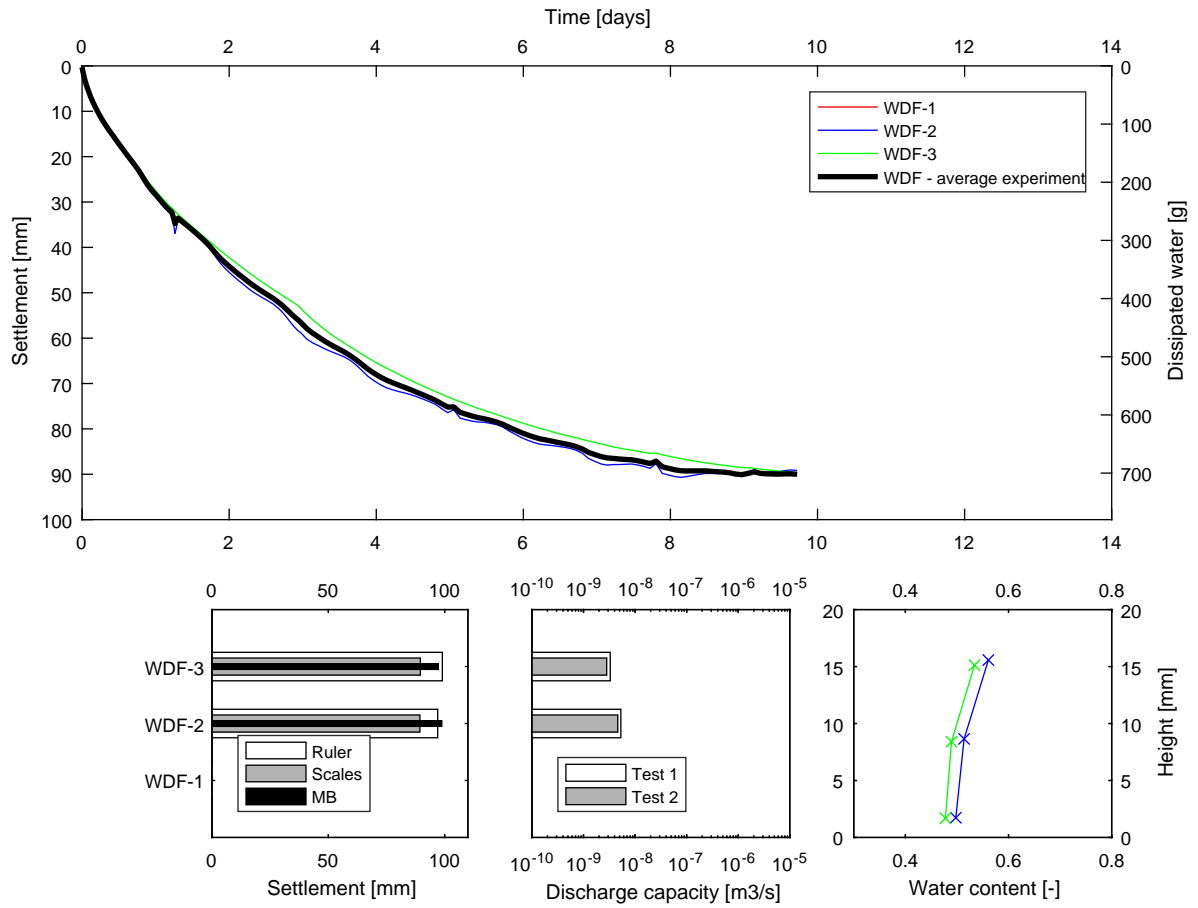 Time [days]
0 2 4 6 8 10 12 14
0 0
10
100
20
200
30
300
40
50
400
60
500
70
600
80
90
700
100
0 2 4 6 8 10 12 14
Settlement [mm]
Dissipated water [g]
WDF-1
WDF-2
WDF-3
WDF - average experiment
0 50 100
WDF-3
WDF-2
WDF-1
Ruler
Scales
MB
0 50 100
Settlement [mm]
10-10 10-9 10-8 10-7 10-6 10-5
Test 1
Test 2
10-10 10-9 10-8 10-7 10-6 10-5
Discharge capacity [m3/s]
0.4 0.6 0.8
20 20
15 15
10 10
5 5
0 0
0.4 0.6 0.8
Water content [-]
Height [mm]